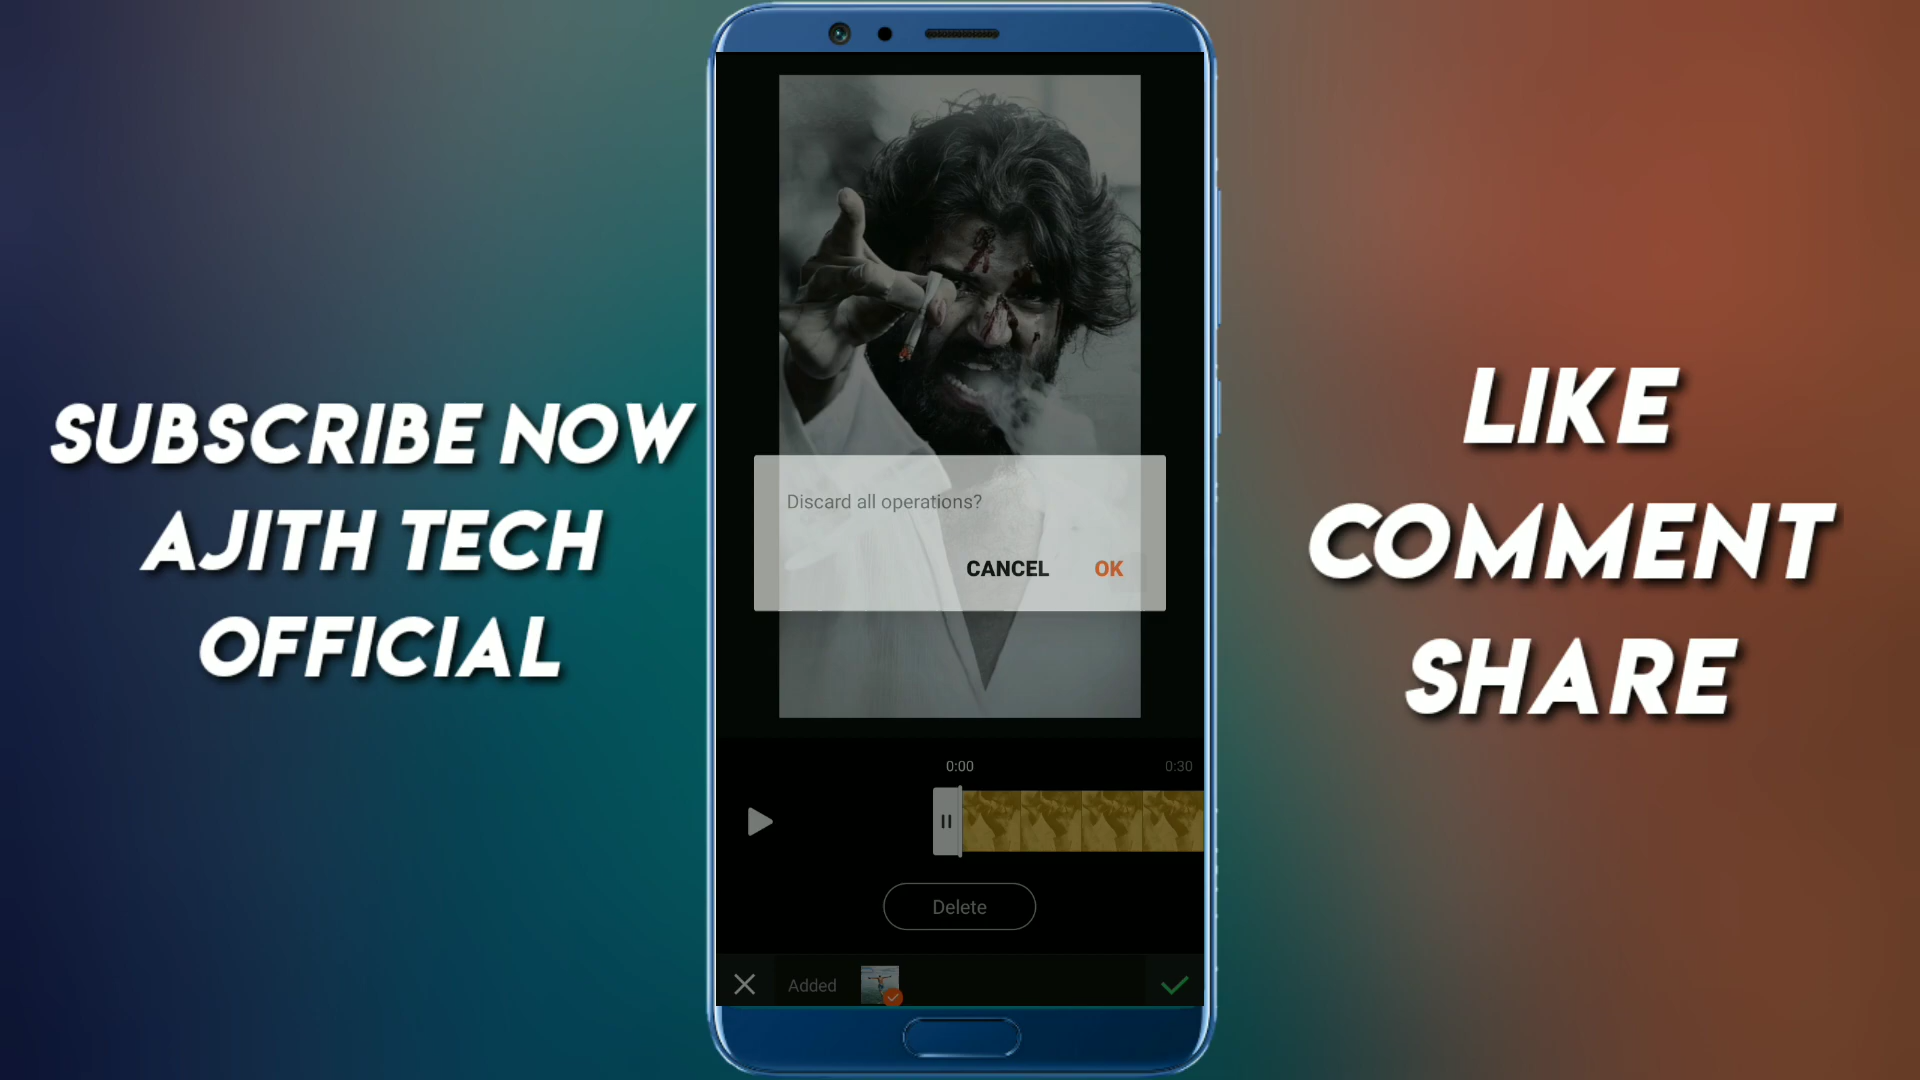 SUBSCRIBE NOW
AJITH TECH
OFFICIAL
Discard all operations?
CANCEL OK
0:00 0:30
Delete
Added
LIKE
COMMENT
SHARE